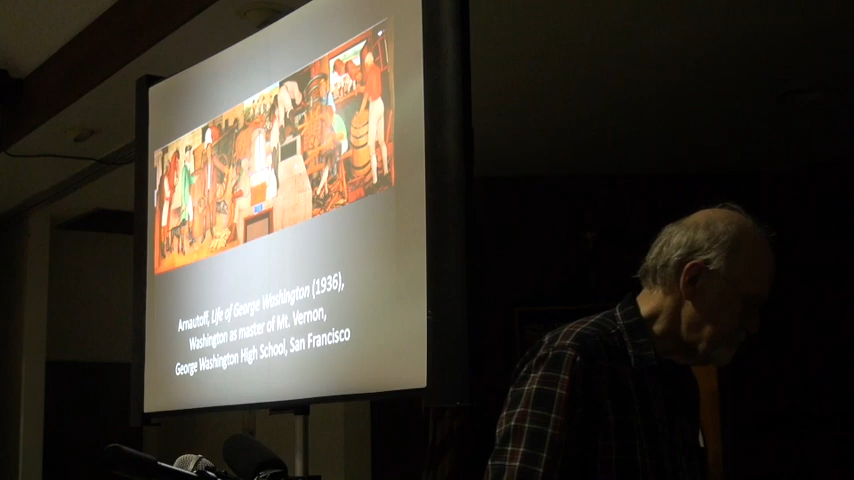 Arnautoff, Life of George Washington (1936),
Washington as master of Mt. Vernon,
George Washington High School, San Francisco